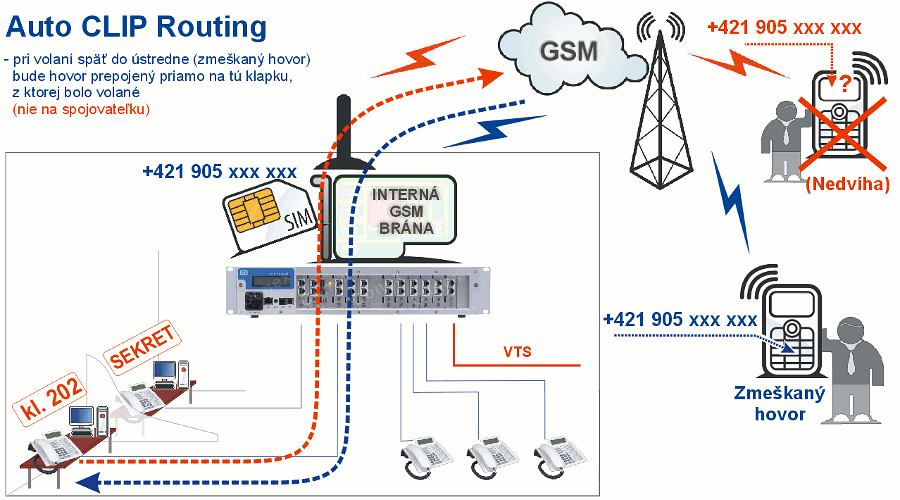 Auto CLIP Routing
- pri volaní späť do ústredne (zmeškaný hovor)
bude hovor prepojený priamo na tú klapku,
z ktorej bolo volané
(nie na spojovateľku)
GSM
+421 905 xxx xxx
?
(Nedvíha)
+421 905 xxx xxx
SIM
INTERNÁ
GSM
BRÁNA
+421 905 xxx xxx
Zmeškaný
hovor
VTS
SEKRET
kl. 202